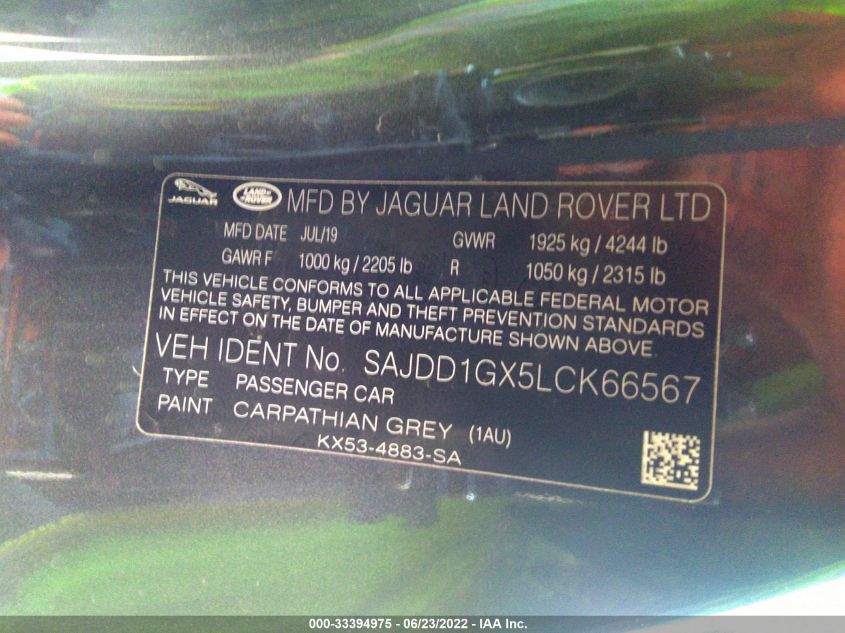 JAGUAR LAND ROVER MFD BY JAGUAR LAND ROVER LTD
MFD DATE JUL/19 GVWR 1925 kg / 4244 lb
GAWR F 1000 kg / 2205 lb R 1050 kg / 2315 lb
THIS VEHICLE CONFORMS TO ALL APPLICABLE FEDERAL MOTOR
VEHICLE SAFETY, BUMPER AND THEFT PREVENTION STANDARDS
IN EFFECT ON THE DATE OF MANUFACTURE SHOWN ABOVE.
VEH IDENT No. SAJDD1GX5LCK66567
TYPE PASSENGER CAR
PAINT CARPATHIAN GREY (1AU)
KX53-4883-SA
000-33394975 - 06/23/2022 - IAA Inc.